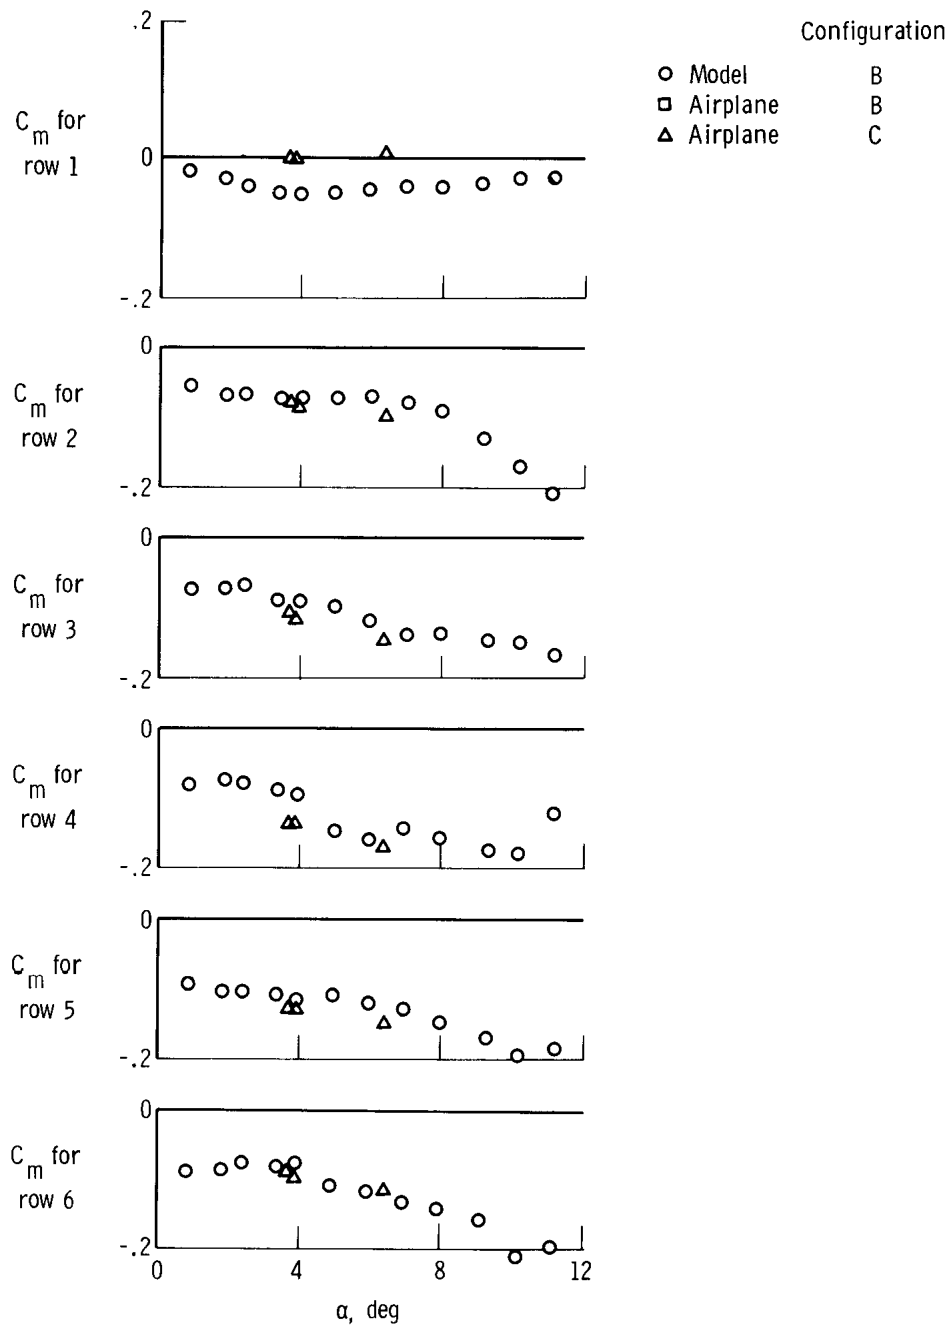 Configuration
Model B
Airplane B
Airplane C
.2
C_m for
row 1
0
-.2
0
C_m for
row 2
-.2
0
C_m for
row 3
-.2
0
C_m for
row 4
-.2
0
C_m for
row 5
-.2
0
C_m for
row 6
-.2
0 4 8 12
α, deg